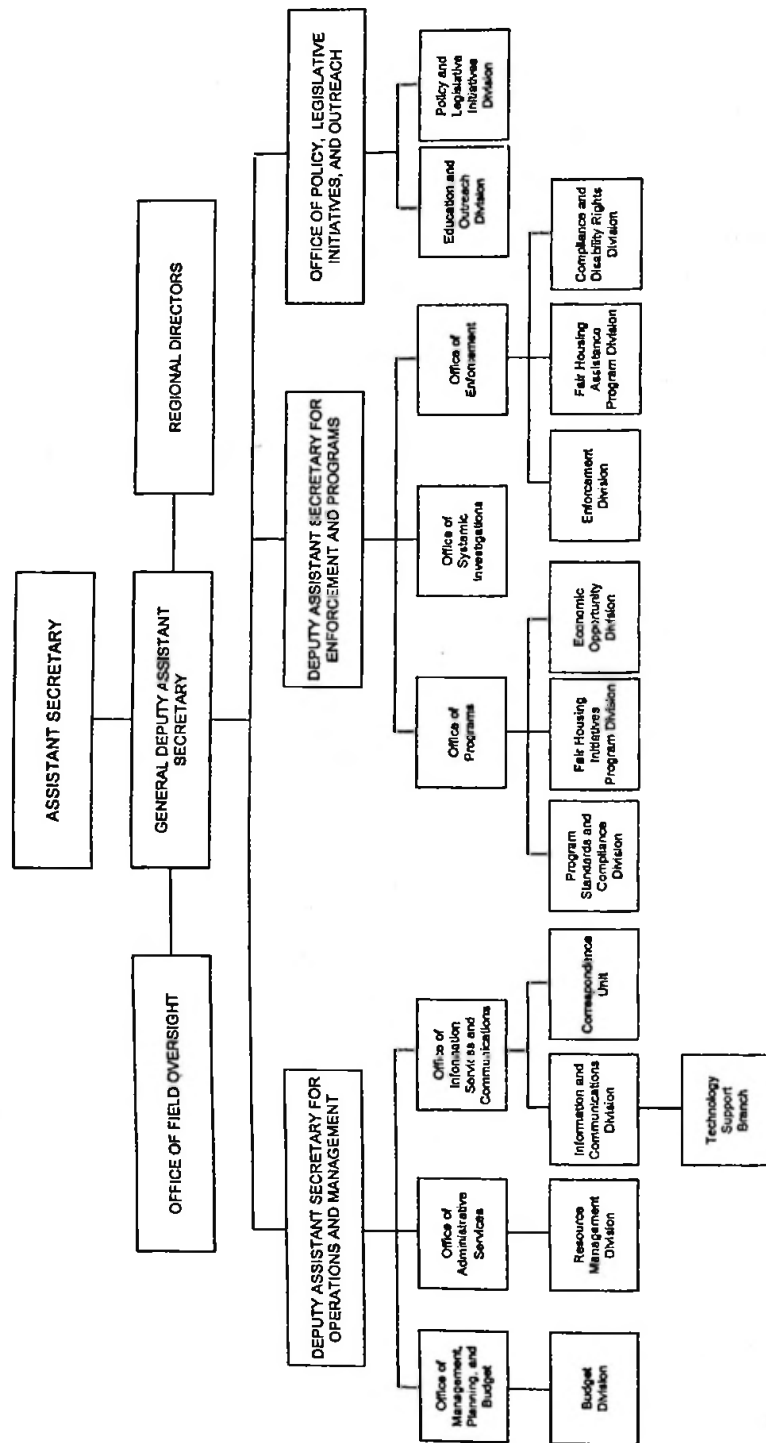 ASSISTANT SECRETARY
OFFICE OF FIELD OVERSIGHT
GENERAL DEPUTY ASSISTANT
SECRETARY
REGIONAL DIRECTORS
DEPUTY ASSISTANT SECRETARY FOR
OPERATIONS AND MANAGEMENT
DEPUTY ASSISTANT SECRETARY FOR
ENFORCEMENT AND PROGRAMS
OFFICE OF POLICY, LEGISLATIVE
INITIATIVES, AND OUTREACH
Office of
Management,
Planning, and
Budget
Office of
Administrative
Services
Office of
Information
Services and
Communications
Office of
Programs
Office of
Systemic
Investigations
Office of
Enforcement
Education and
Outreach
Division
Policy and
Legislative
Initiatives
Division
Budget
Division
Resource
Management
Division
Information and
Communications
Division
Correspondence
Unit
Program
Standards and
Compliance
Division
Fair Housing
Initiatives
Program Division
Economic
Opportunity
Division
Enforcement
Division
Fair Housing
Assistance
Program Division
Compliance and
Disability Rights
Division
Technology
Support
Branch